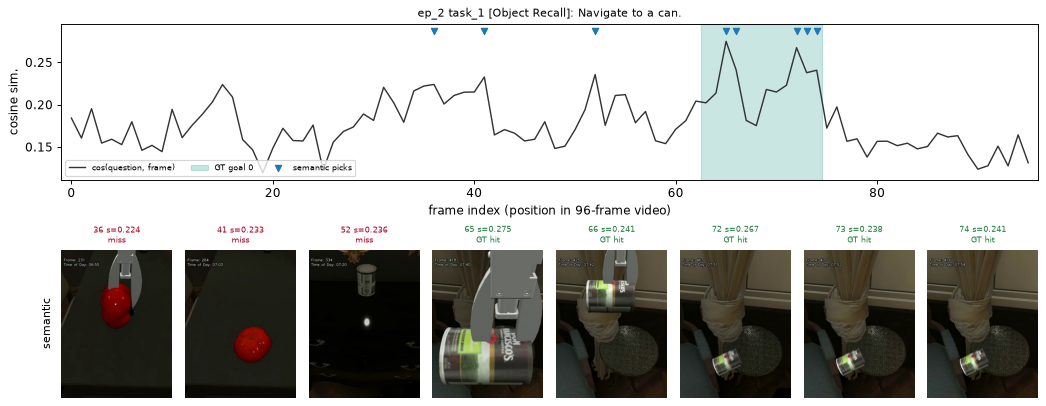 ep_2 task_1 [Object Recall]: Navigate to a can.
cosine sim.
0.25
0.20
0.15
cos(question, frame)
GT goal 0
semantic picks
0
20
40
60
80
frame index (position in 96-frame video)
36 s=0.224
miss
41 s=0.233
miss
52 s=0.236
miss
65 s=0.275
GT hit
66 s=0.241
GT hit
72 s=0.267
GT hit
73 s=0.238
GT hit
74 s=0.241
GT hit
semantic